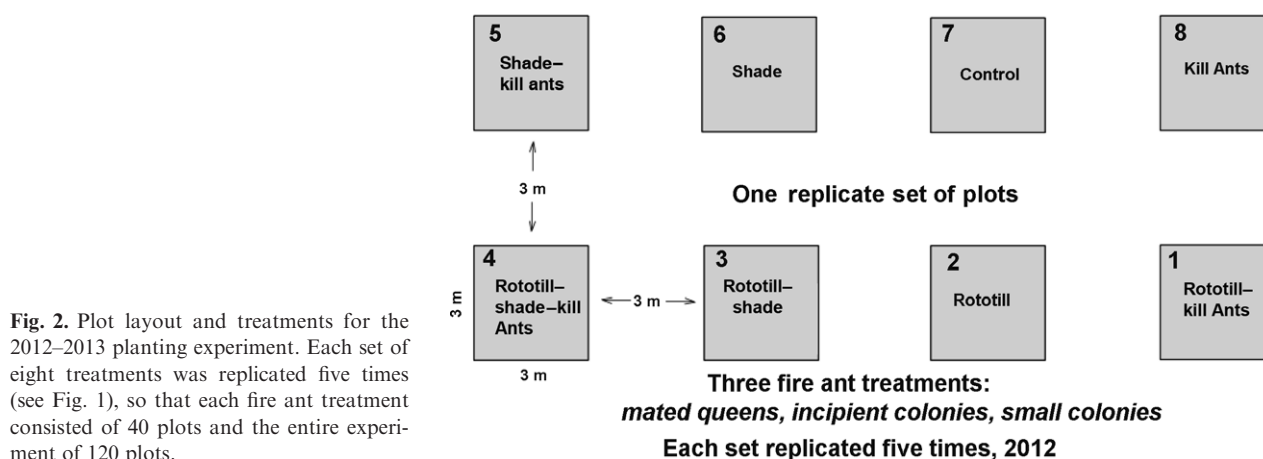 5
Shade–
kill ants
6
Shade
7
Control
8
Kill Ants
3 m
One replicate set of plots
4
Rototill–
shade–kill
Ants
3 m
3
Rototill–
shade
2
Rototill
1
Rototill–
kill Ants
3 m
3 m
Three fire ant treatments:
mated queens, incipient colonies, small colonies
Each set replicated five times, 2012
Fig. 2. Plot layout and treatments for the
2012–2013 planting experiment. Each set of
eight treatments was replicated five times
(see Fig. 1), so that each fire ant treatment
consisted of 40 plots and the entire experi-
ment of 120 plots.